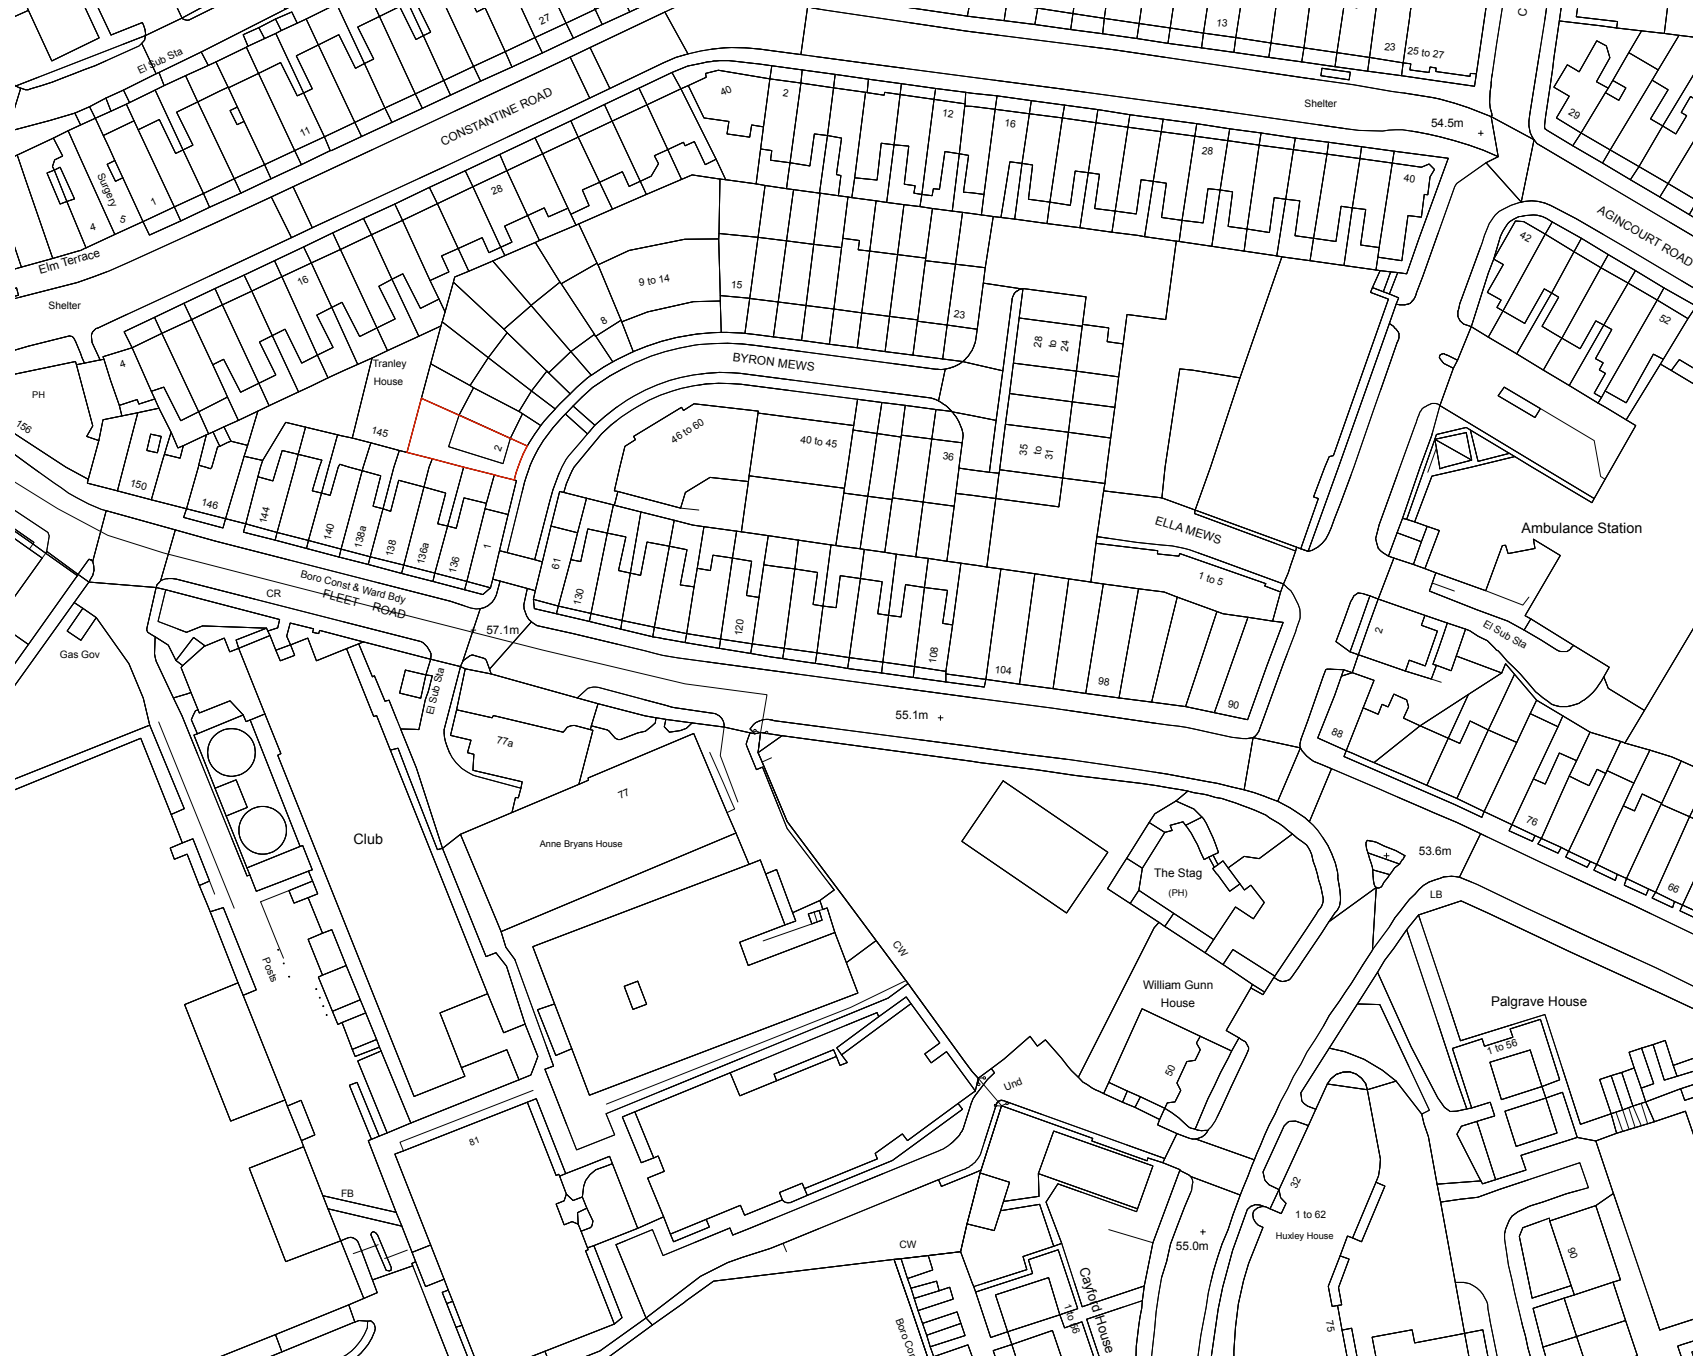 27
13
23
25 to 27
El Sub Sta
CONSTANTINE ROAD
40
2
12
16
Shelter
54.5m
29
11
28
28
40
Surgery
1
5
4
AGINCOURT ROAD
42
Elm Terrace
16
9 to 14
15
8
23
52
Shelter
28
to
24
BYRON MEWS
4
Tranley
House
PH
156
145
2
46 to 60
40 to 45
36
35
to
31
150
146
144
140
138a
138
136a
136
1
61
130
120
108
ELLA MEWS
Ambulance Station
1 to 5
Boro Const & Ward Bdy
FLEET ROAD
CR
57.1m
El Sub Sta
2
Gas Gov
104
98
90
El Sub Sta
55.1m
88
77a
77
76
53.6m
Club
Anne Bryans House
The Stag
(PH)
66
LB
CW
Posts
William Gunn
House
Palgrave House
1 to 56
50
Und
81
FB
32
1 to 62
Huxley House
55.0m
CW
90
Cayford House
75